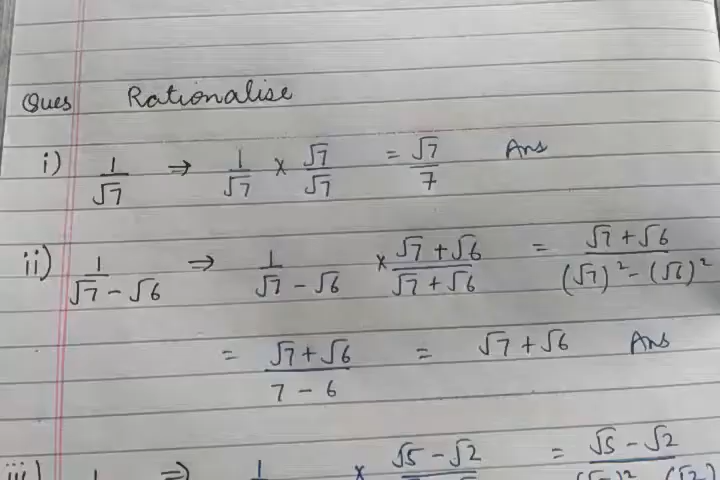 Ques Rationalise
i) 1/√7 ⇒ 1/√7 × √7/√7 = √7/7 Ans
ii) 1/(√7 - √6) ⇒ 1/(√7 - √6) × (√7 + √6)/(√7 + √6) = (√7 + √6)/((√7)² - (√6)²)
= (√7 + √6)/(7 - 6) = √7 + √6 Ans
iii) 1 ⇒ 1 × √5 - √2 = √5 - √2